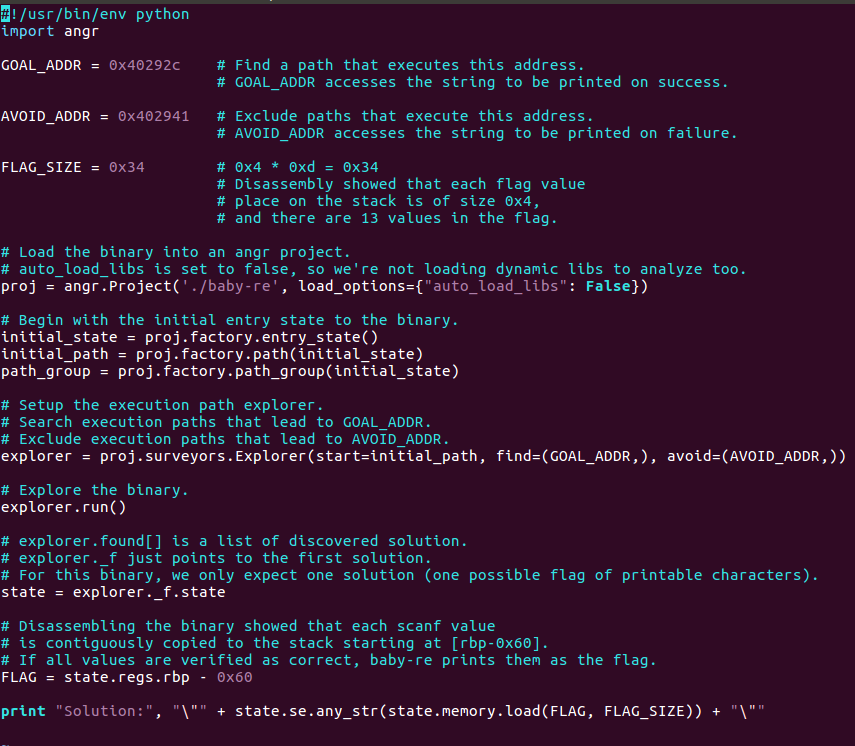 #!/usr/bin/env python
import angr

GOAL_ADDR = 0x40292c    # Find a path that executes this address.
                        # GOAL_ADDR accesses the string to be printed on success.

AVOID_ADDR = 0x402941   # Exclude paths that execute this address.
                        # AVOID_ADDR accesses the string to be printed on failure.

FLAG_SIZE = 0x34        # 0x4 * 0xd = 0x34
                        # Disassembly showed that each flag value
                        # place on the stack is of size 0x4,
                        # and there are 13 values in the flag.

# Load the binary into an angr project.
# auto_load_libs is set to false, so we're not loading dynamic libs to analyze too.
proj = angr.Project('./baby-re', load_options={"auto_load_libs": False})

# Begin with the initial entry state to the binary.
initial_state = proj.factory.entry_state()
initial_path = proj.factory.path(initial_state)
path_group = proj.factory.path_group(initial_state)

# Setup the execution path explorer.
# Search execution paths that lead to GOAL_ADDR.
# Exclude execution paths that lead to AVOID_ADDR.
explorer = proj.surveyors.Explorer(start=initial_path, find=(GOAL_ADDR,), avoid=(AVOID_ADDR,))

# Explore the binary.
explorer.run()

# explorer.found[] is a list of discovered solution.
# explorer._f just points to the first solution.
# For this binary, we only expect one solution (one possible flag of printable characters).
state = explorer._f.state

# Disassembling the binary showed that each scanf value
# is contiguously copied to the stack starting at [rbp-0x60].
# If all values are verified as correct, baby-re prints them as the flag.
FLAG = state.regs.rbp - 0x60

print "Solution:", "\"" + state.se.any_str(state.memory.load(FLAG, FLAG_SIZE)) + "\""